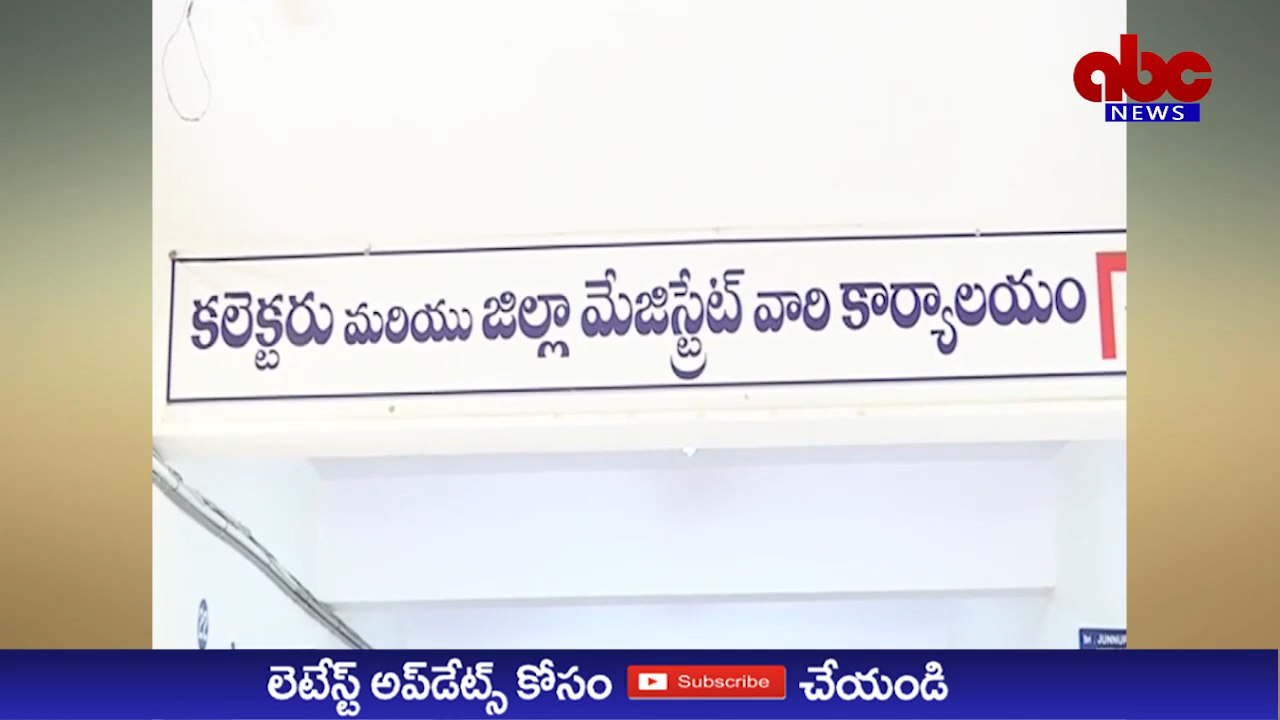 abc
NEWS
కలెక్టరు మరియు జిల్లా మేజిస్ట్రేట్ వారి కార్యాలయం
లెటేస్ట్ అప్‌డేట్స్ కోసం Subscribe చేయండి